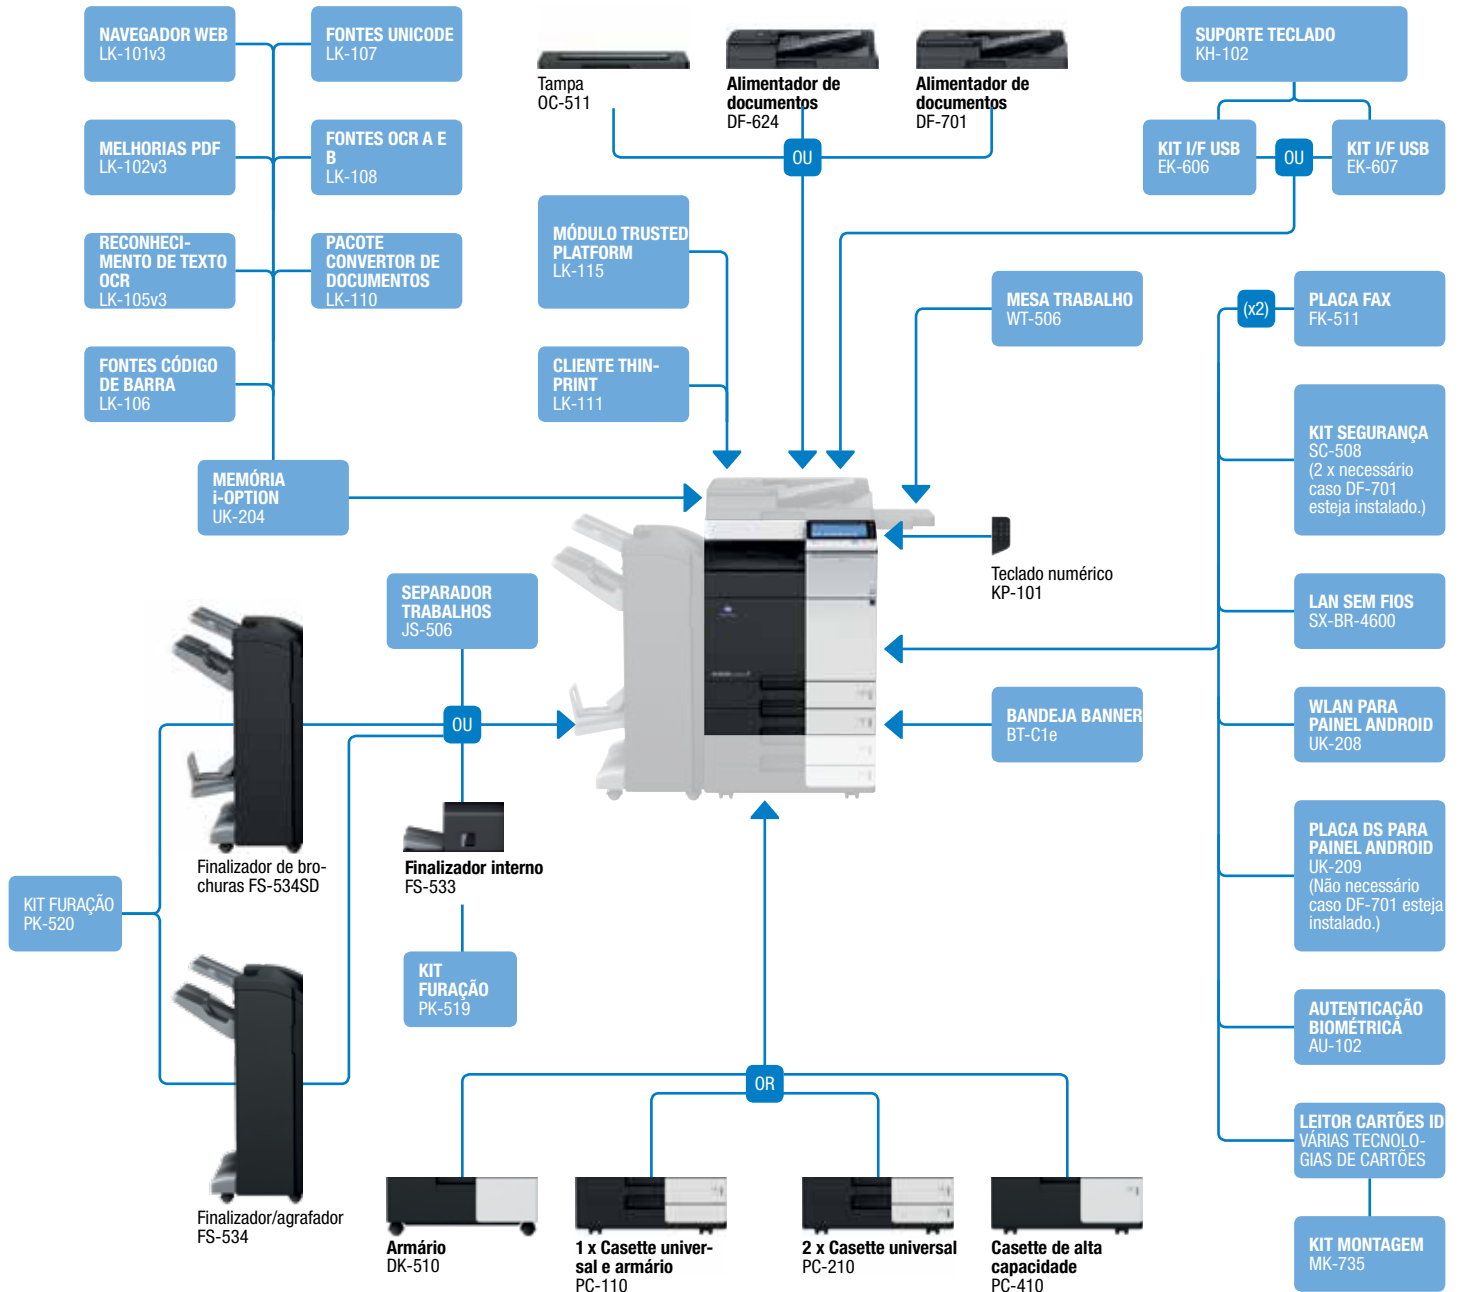 NAVEGADOR WEB
LK-101v3
FONTES UNICODE
LK-107
MELHORIAS PDF
LK-102v3
FONTES OCR A E
B
LK-108
RECONHECI-
MENTO DE TEXTO
OCR
LK-105v3
PACOTE
CONVERTOR DE
DOCUMENTOS
LK-110
FONTES CÓDIGO
DE BARRA
LK-106
MEMÓRIA
i-OPTION
UK-204
Tampa
OC-511
Alimentador de
documentos
DF-624
Alimentador de
documentos
DF-701
OU
MÓDULO TRUSTED
PLATFORM
LK-115
CLIENTE THIN-
PRINT
LK-111
SUPORTE TECLADO
KH-102
KIT I/F USB
EK-606
OU
KIT I/F USB
EK-607
MESA TRABALHO
WT-506
(x2)
PLACA FAX
FK-511
KIT SEGURANÇA
SC-508
(2 x necessário
caso DF-701
esteja instalado.)
Teclado numérico
KP-101
LAN SEM FIOS
SX-BR-4600
BANDEJA BANNER
BT-C1e
WLAN PARA
PAINEL ANDROID
UK-208
PLACA DS PARA
PAINEL ANDROID
UK-209
(Não necessário
caso DF-701 esteja
instalado.)
AUTENTICAÇÃO
BIOMÉTRICA
AU-102
LEITOR CARTÕES ID
VÁRIAS TECNOLO-
GIAS DE CARTÕES
KIT MONTAGEM
MK-735
SEPARADOR
TRABALHOS
JS-506
OU
Finalizador interno
FS-533
KIT
FURAÇÃO
PK-519
Finalizador de bro-
churas FS-534SD
KIT FURAÇÃO
PK-520
Finalizador/agrafador
FS-534
OR
Armário
DK-510
1 x Casette univer-
sal e armário
PC-110
2 x Casette universal
PC-210
Casette de alta
capacidade
PC-410